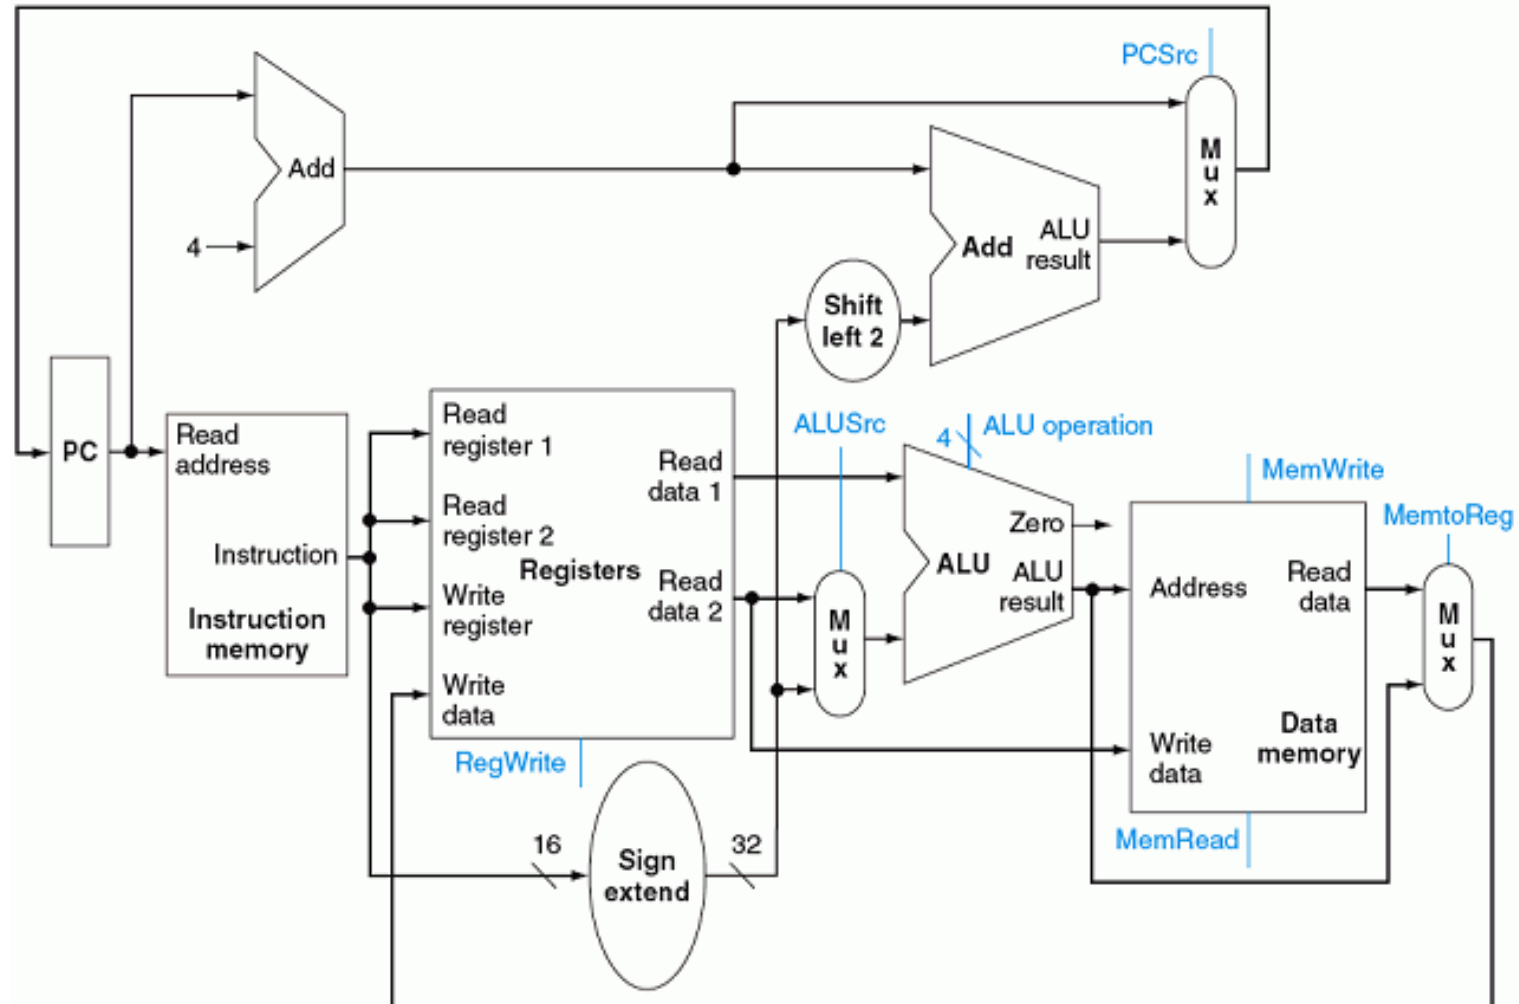 PCSrc
Add
4
M
u
x
Add
ALU
result
Shift
left 2
PC
Read
address
Instruction
Instruction
memory
Read
register 1
Read
register 2
Registers
Write
register
Write
data
Read
data 1
Read
data 2
RegWrite
16
Sign
extend
32
ALUSrc
M
u
x
4
ALU operation
Zero
ALU
ALU
result
MemWrite
Address
Read
data
Write
data
Data
memory
MemRead
MemtoReg
M
u
x